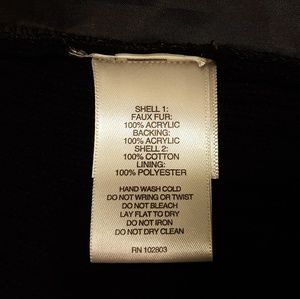 SHELL 1:
FAUX FUR:
100% ACRYLIC
BACKING:
100% ACRYLIC
SHELL 2:
100% COTTON
LINING:
100% POLYESTER
HAND WASH COLD
DO NOT WRING OR TWIST
DO NOT BLEACH
LAY FLAT TO DRY
DO NOT IRON
DO NOT DRY CLEAN
RN 102803